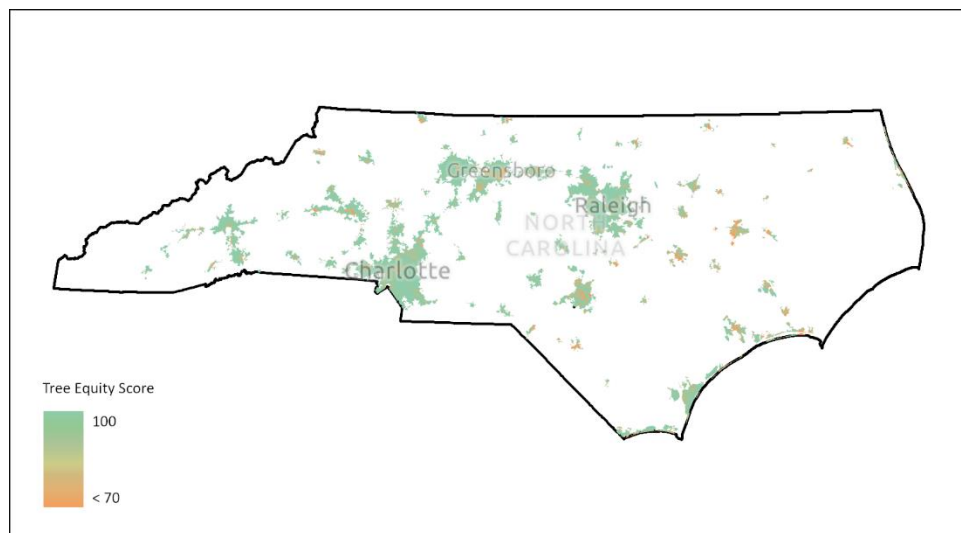 Greensboro
Raleigh
NORTH
CAROLINA
Charlotte
Tree Equity Score
100
< 70